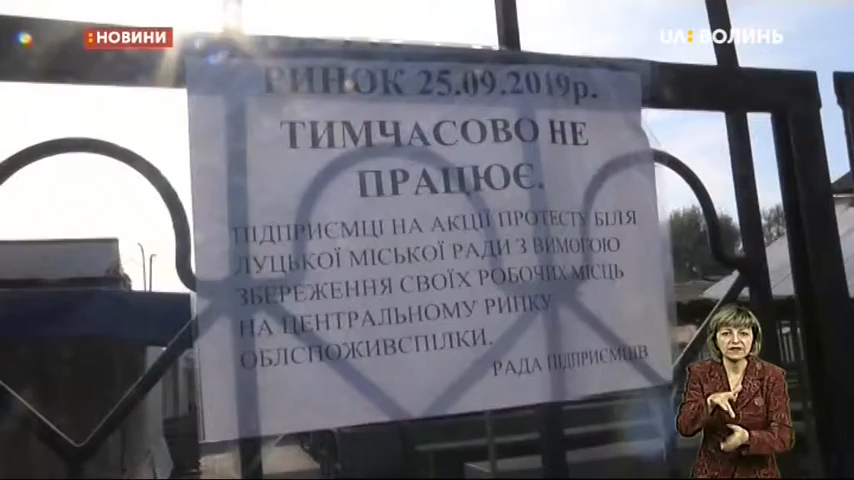 :НОВИНИ
UA:ВОЛИНЬ
РИНОК 25.09.2019р.
ТИМЧАСОВО НЕ
ПРАЦЮЄ.
ПІДПРИЄМЦІ НА АКЦІЇ ПРОТЕСТУ БІЛЯ
ЛУЦЬКОЇ МІСЬКОЇ РАДИ З ВИМОГОЮ
ЗБЕРЕЖЕННЯ СВОЇХ РОБОЧИХ МІСЦЬ
НА ЦЕНТРАЛЬНОМУ РИНКУ
ОБЛСПОЖИВСПІЛКИ.
РАДА ПІДПРИЄМЦІВ